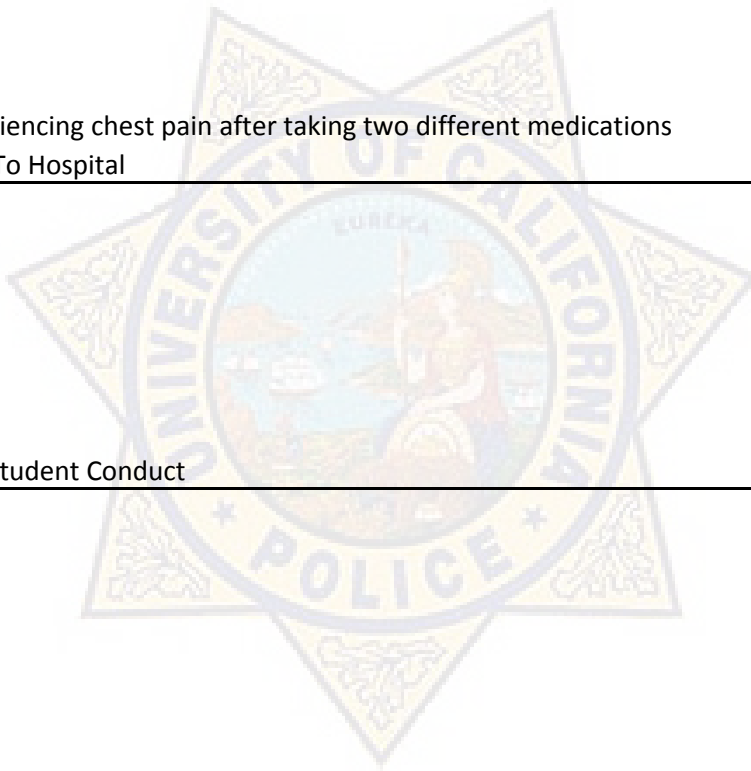 iencing chest pain after taking two different medications
To Hospital
EUREKA
UNIVERSITY OF CALIFORNIA
tudent Conduct
POLICE